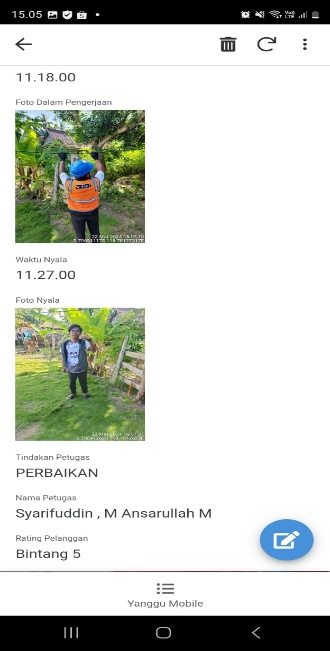 15.05
11.18.00
Foto Dalam Pengerjaan
Waktu Nyala
11.27.00
Foto Nyala
Tindakan Petugas
PERBAIKAN
Nama Petugas
Syarifuddin , M Ansarullah M
Rating Pelanggan
Bintang 5
Yanggu Mobile